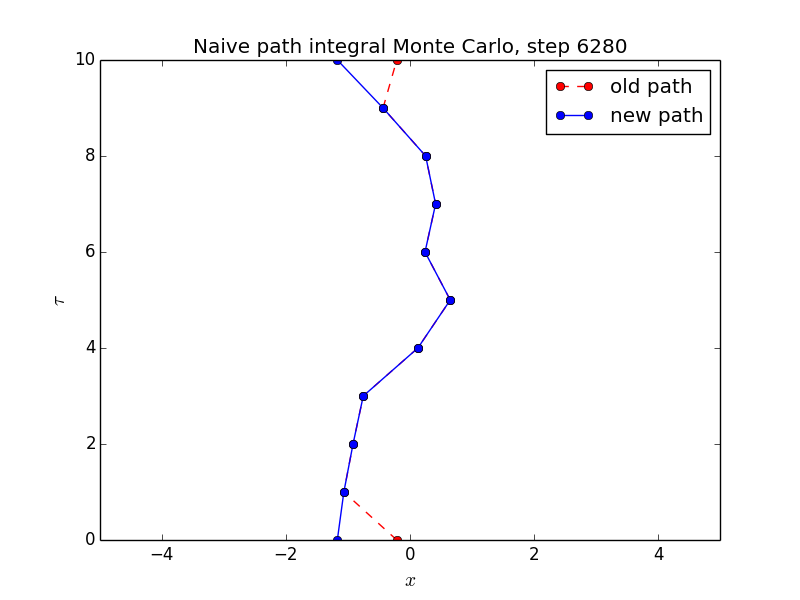 Naive path integral Monte Carlo, step 6280
10
old path
new path
8
6
τ
4
2
0
−4
−2
0
2
4
x